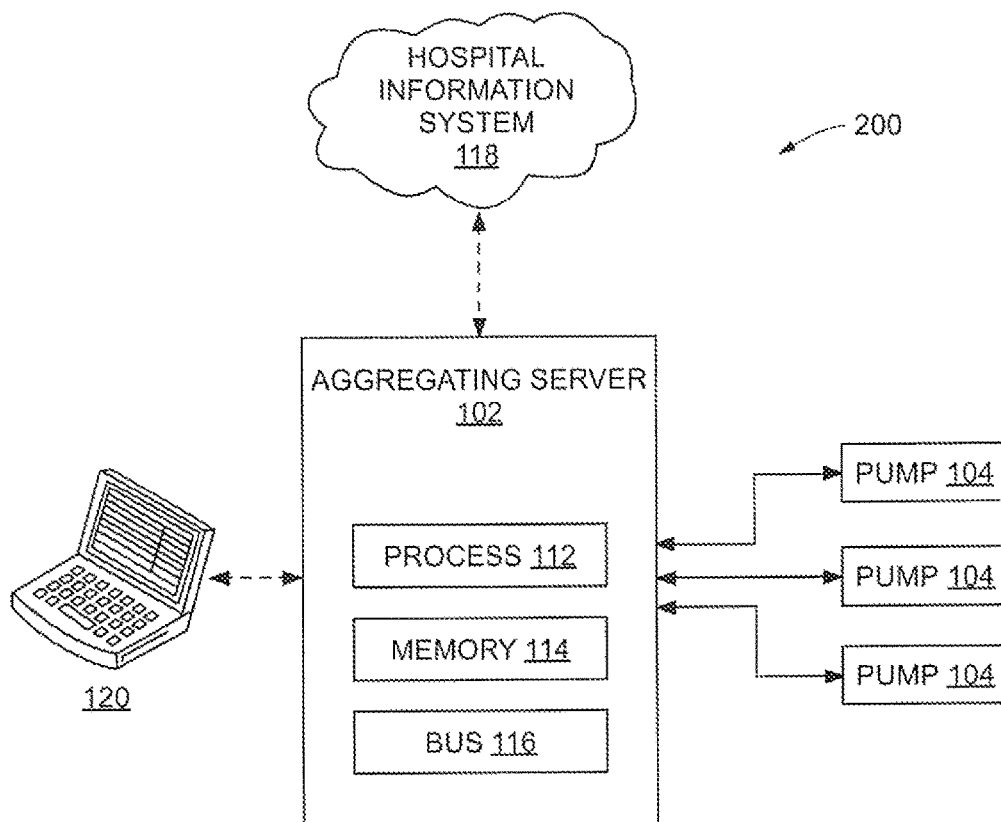 HOSPITAL
INFORMATION
SYSTEM
118
200
AGGREGATING SERVER
102
PROCESS 112
MEMORY 114
BUS 116
PUMP 104
PUMP 104
PUMP 104
120